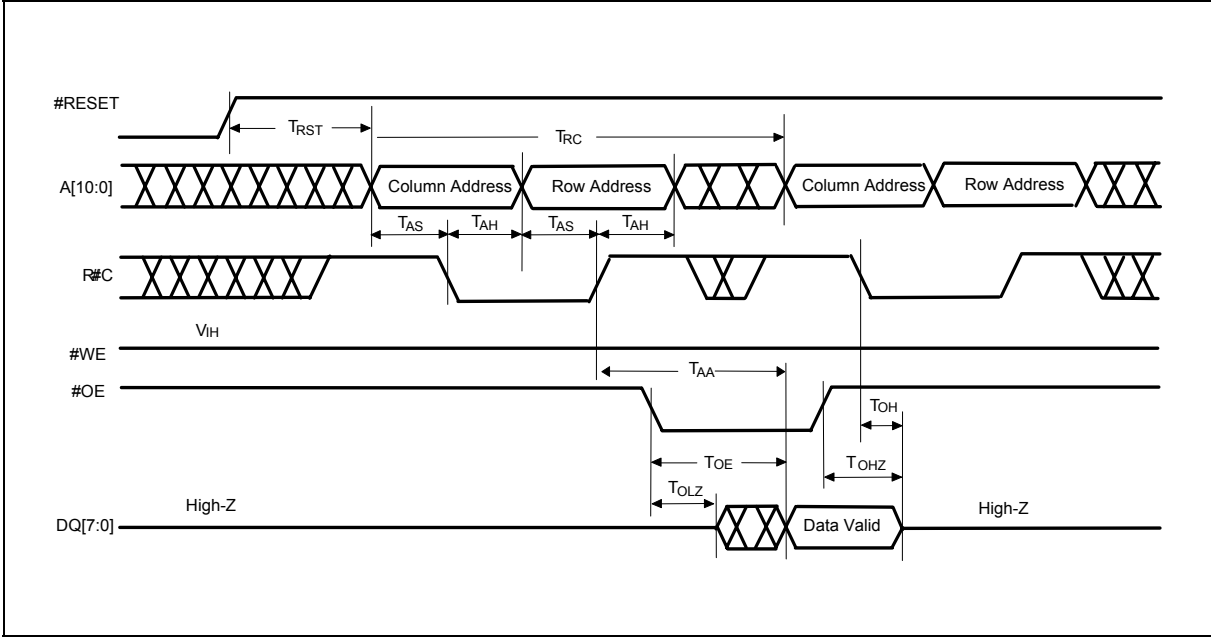 #RESET
TRST
TRC
A[10:0]
Column Address
Row Address
Column Address
Row Address
TAS
TAH
TAS
TAH
R#C
VIH
#WE
TAA
#OE
TOH
TOE
TOHZ
TOLZ
High-Z
High-Z
DQ[7:0]
Data Valid